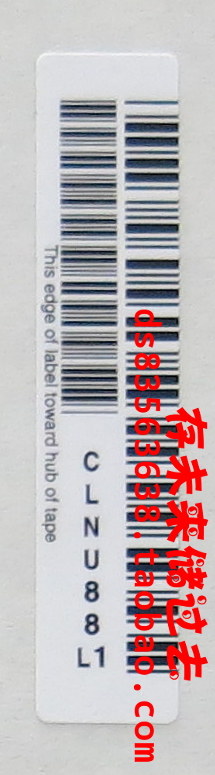 This edge of label toward hub of tape
CLNU88L1
ds83563638.taobao.com
存未来储过去